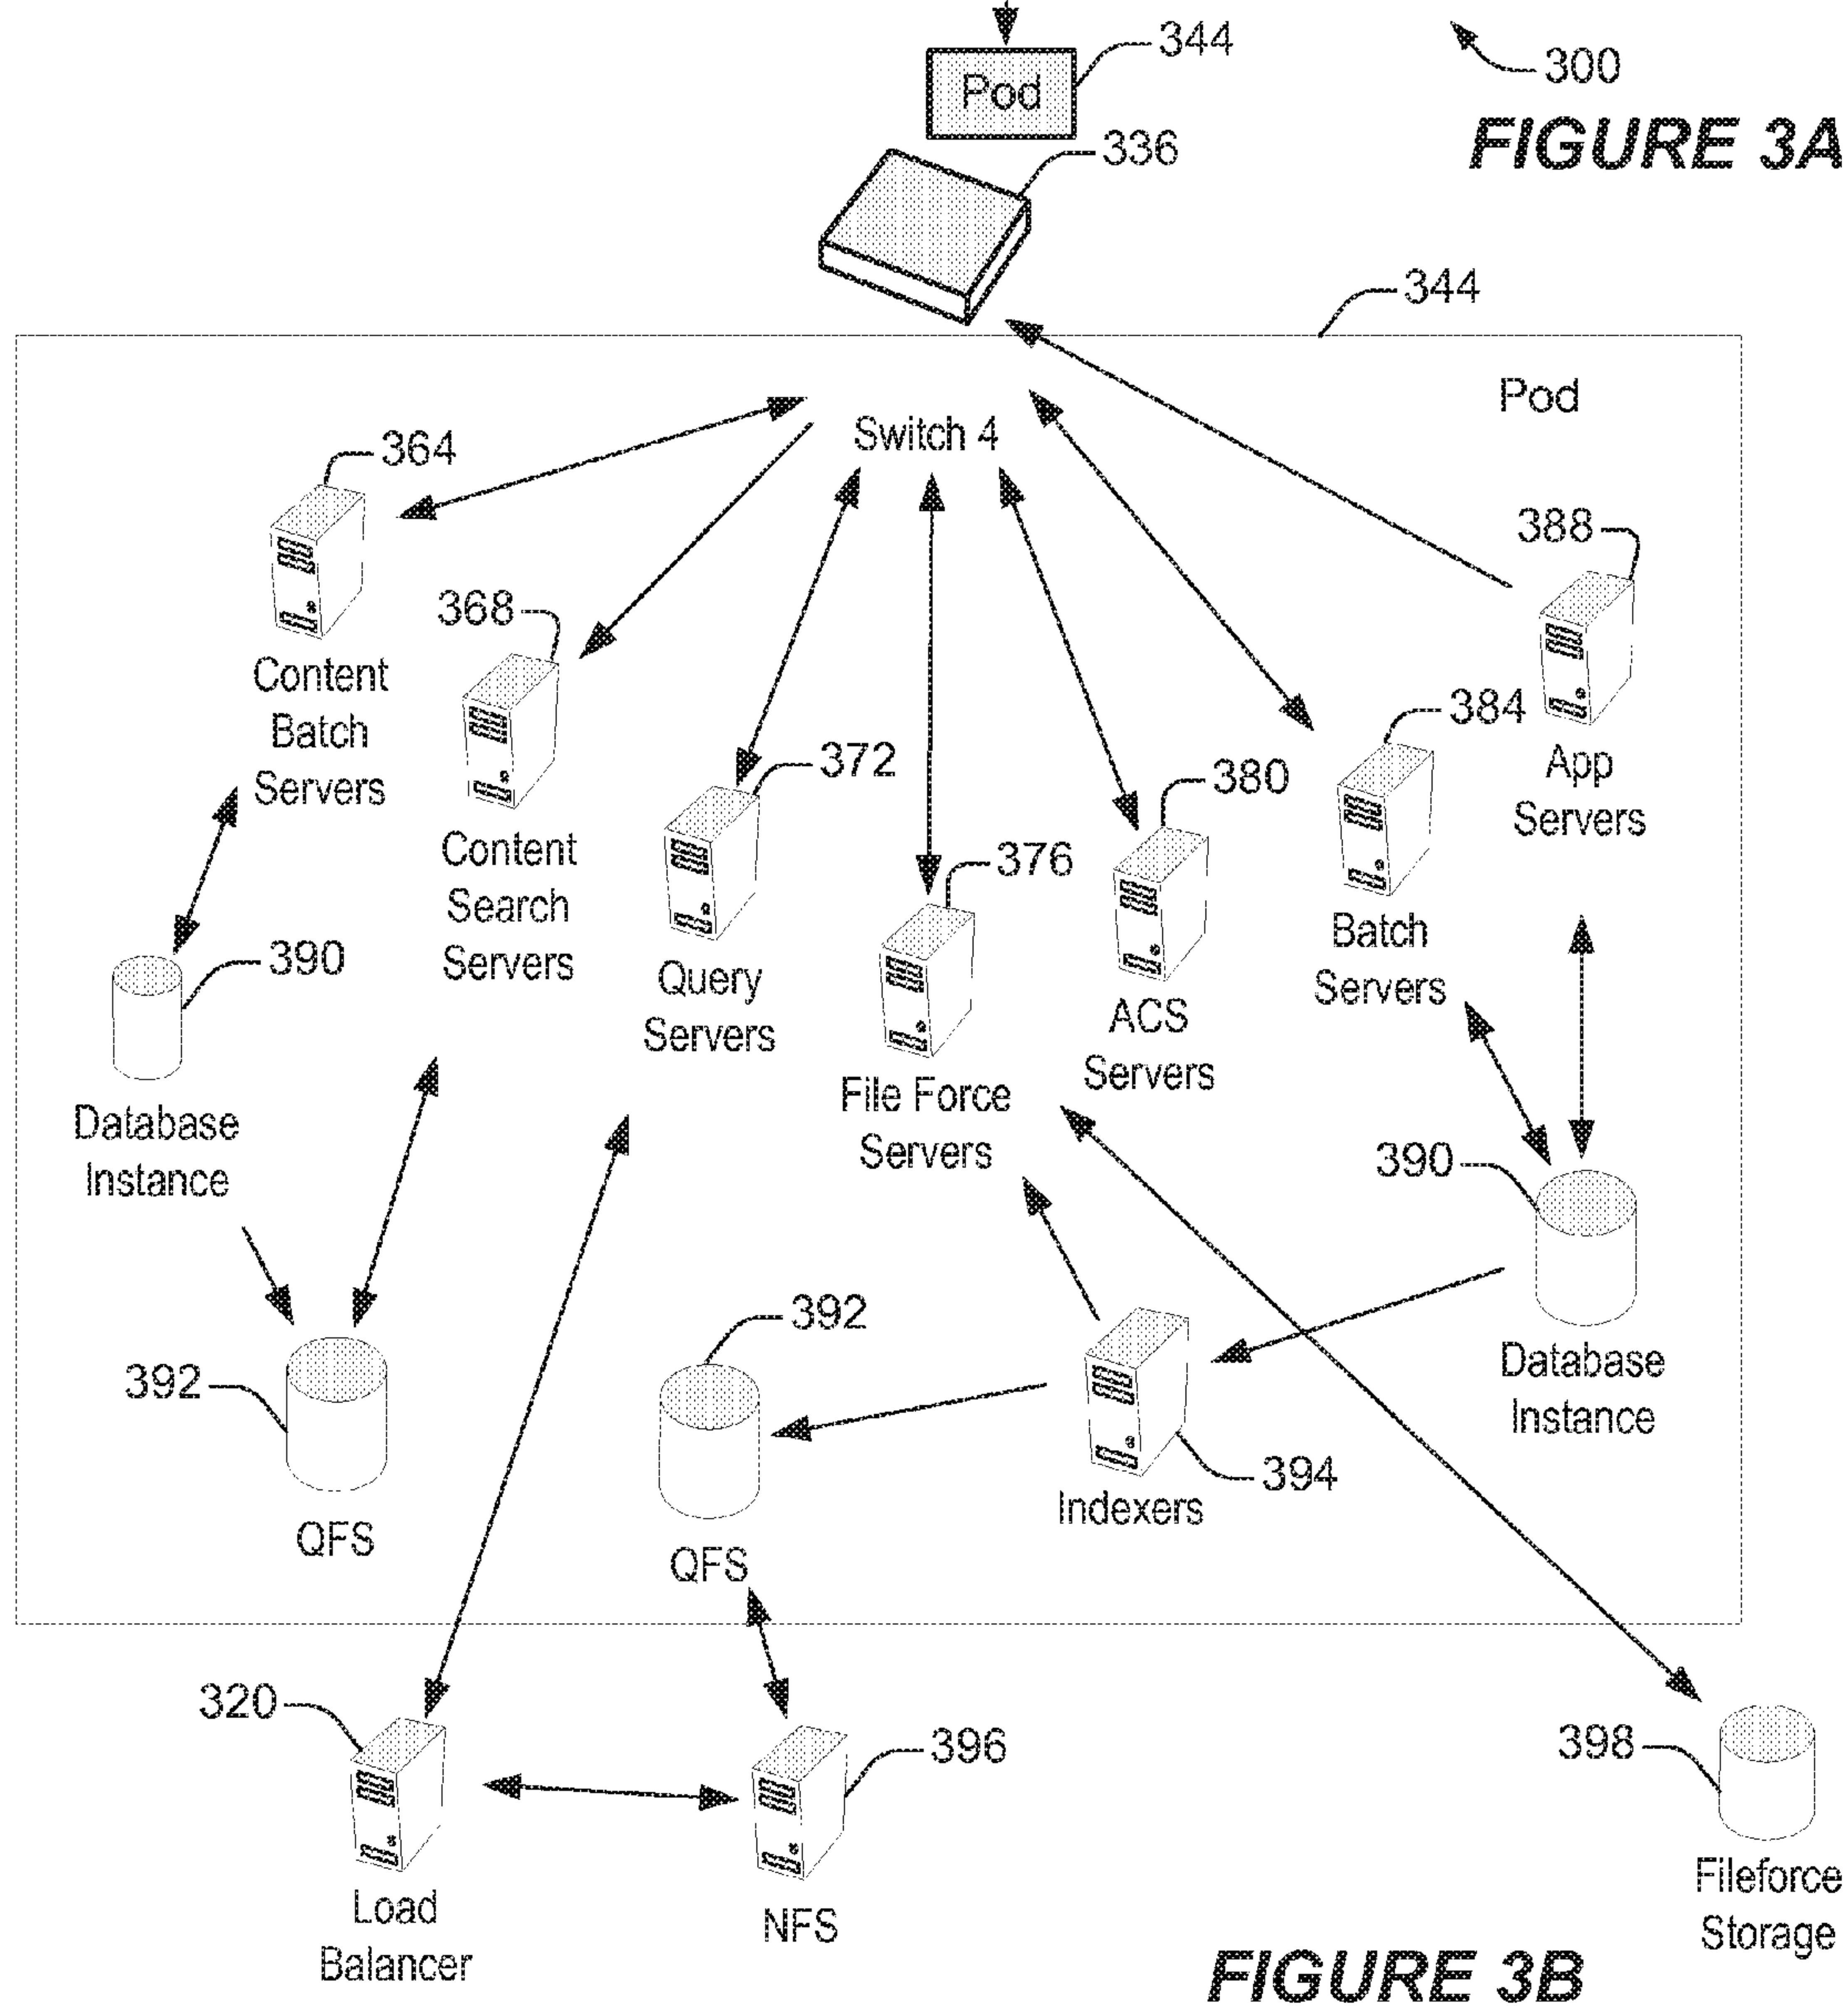 344
Pod
300
FIGURE 3A
336
344
Pod
Switch 4
364
388
368
Content
Batch
Servers
384
App
Servers
372
380
Content
Search
Servers
376
Batch
Servers
390
Query
Servers
ACS
Servers
File Force
Servers
Database
Instance
390
392
392
Database
Instance
394
Indexers
QFS
QFS
320
396
398
Load
Balancer
NFS
Fileforce
Storage
FIGURE 3B